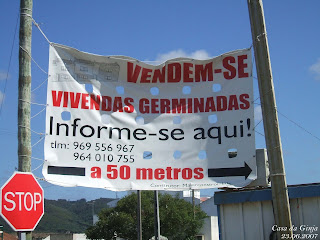 VENDEM-SE
VIVENDAS GERMINADAS
Informe-se aqui!
tlm: 969 556 967
964 010 755
a 50 metros
STOP
Casa da Ginja
23.06.2007